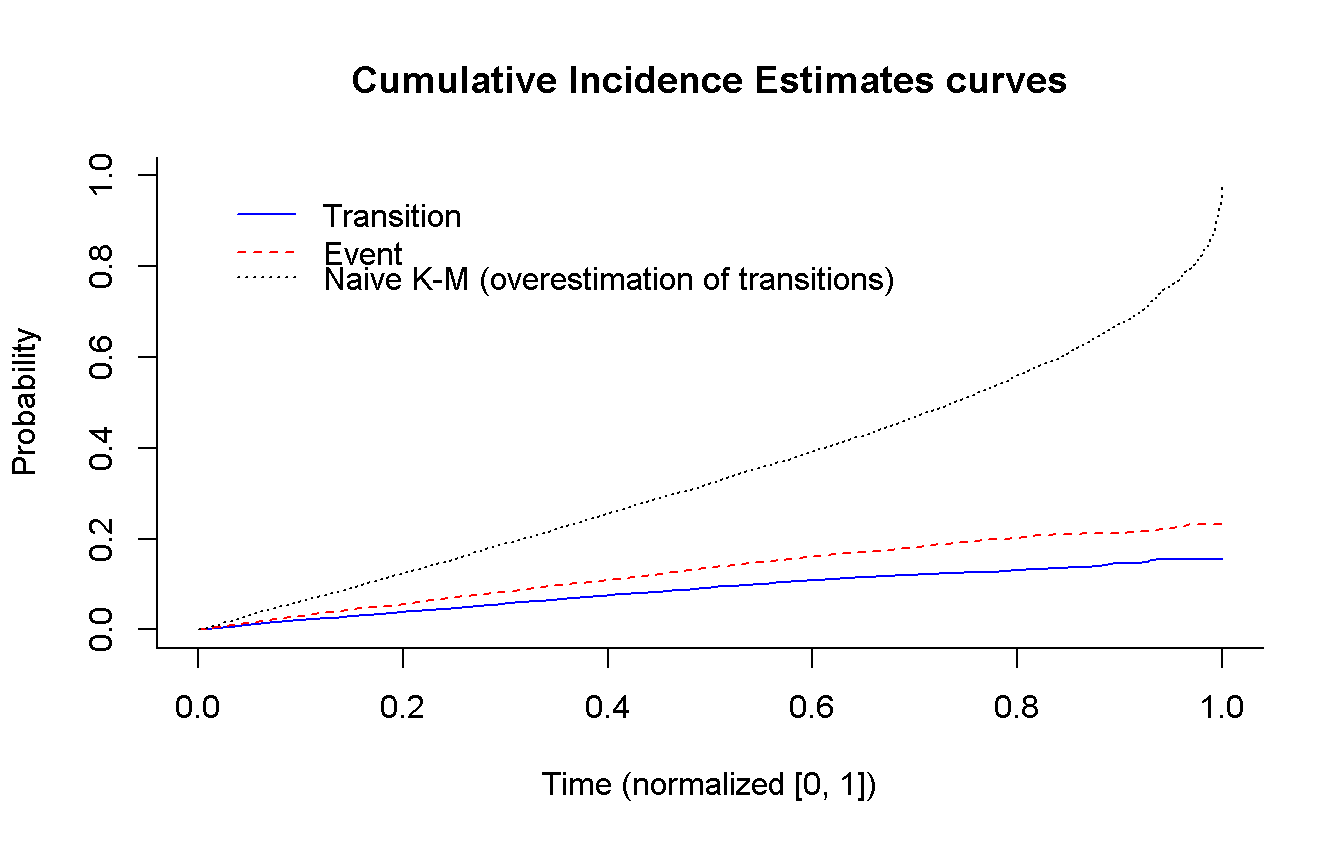 Cumulative Incidence Estimates curves
1.0
0.8
0.6
0.4
0.2
0.0
Probability
Transition
Event
Naive K-M (overestimation of transitions)
0.0 0.2 0.4 0.6 0.8 1.0
Time (normalized [0, 1])